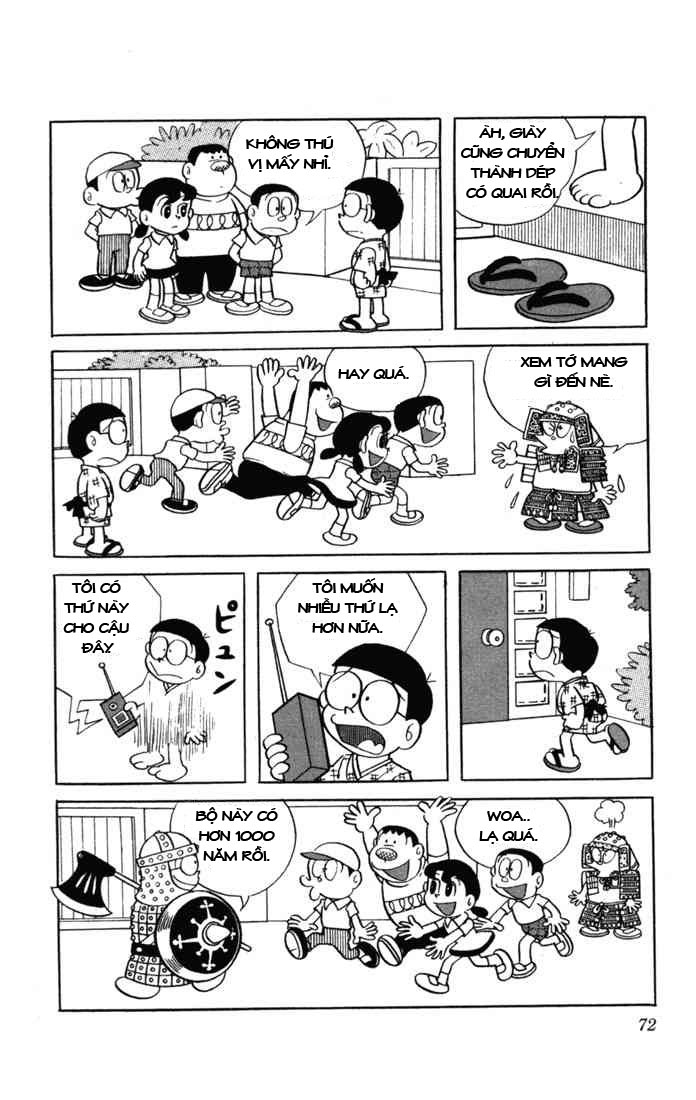 KHÔNG THÚ
VỊ MẤY NHỈ.
ÀH, GIÀY
CŨNG CHUYỂN
THÀNH DÉP
CÓ QUAI RỒI.
HAY QUÁ.
XEM TỚ MANG
GÌ ĐẾN NÈ.
TÔI CÓ
THỨ NÀY
CHO CẬU
ĐÂY.
ピュン
TÔI MUỐN
NHIỀU THỨ LẠ
HƠN NỮA.
BỘ NÀY CÓ
HƠN 1000
NĂM RỒI.
WOA..
LẠ QUÁ.
72